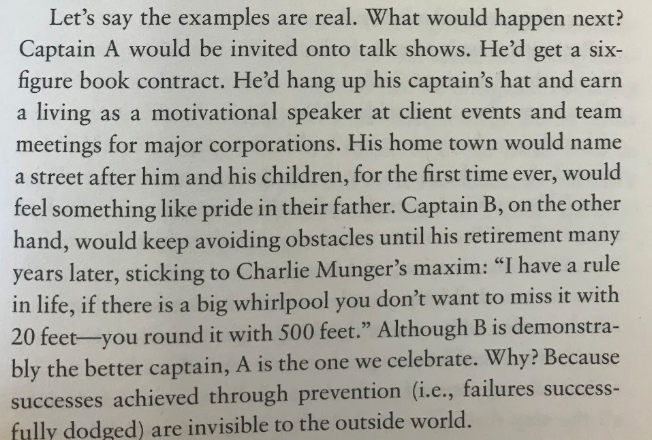 Let's say the examples are real. What would happen next?
Captain A would be invited onto talk shows. He'd get a six-
figure book contract. He'd hang up his captain's hat and earn
a living as a motivational speaker at client events and team
meetings for major corporations. His home town would name
a street after him and his children, for the first time ever, would
feel something like pride in their father. Captain B, on the other
hand, would keep avoiding obstacles until his retirement many
years later, sticking to Charlie Munger's maxim: “I have a rule
in life, if there is a big whirlpool you don't want to miss it with
20 feet—you round it with 500 feet.” Although B is demonstra-
bly the better captain, A is the one we celebrate. Why? Because
successes achieved through prevention (i.e., failures success-
fully dodged) are invisible to the outside world.